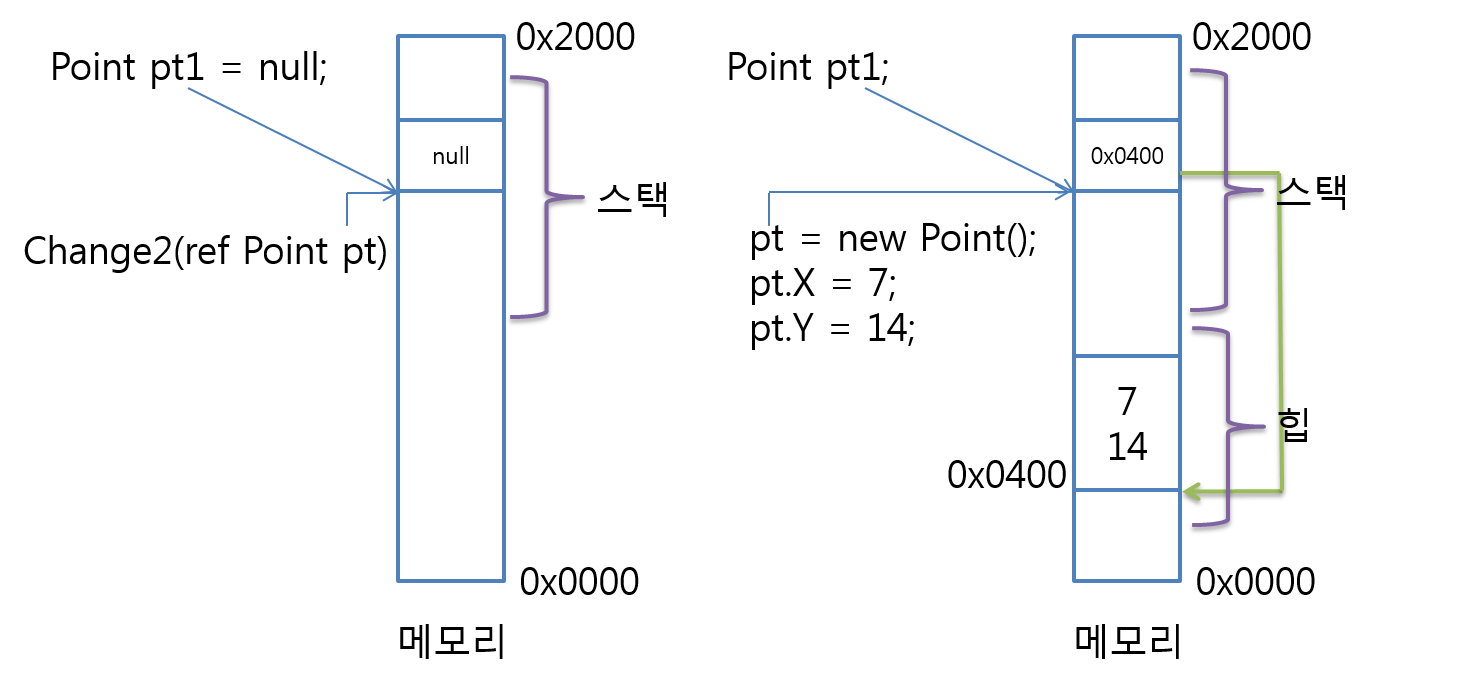 0x2000
Point pt1 = null;
null
스택
Change2(ref Point pt)
0x0000
메모리
0x2000
Point pt1;
0x0400
스택
pt = new Point();
pt.X = 7;
pt.Y = 14;
7
14
힙
0x0400
0x0000
메모리